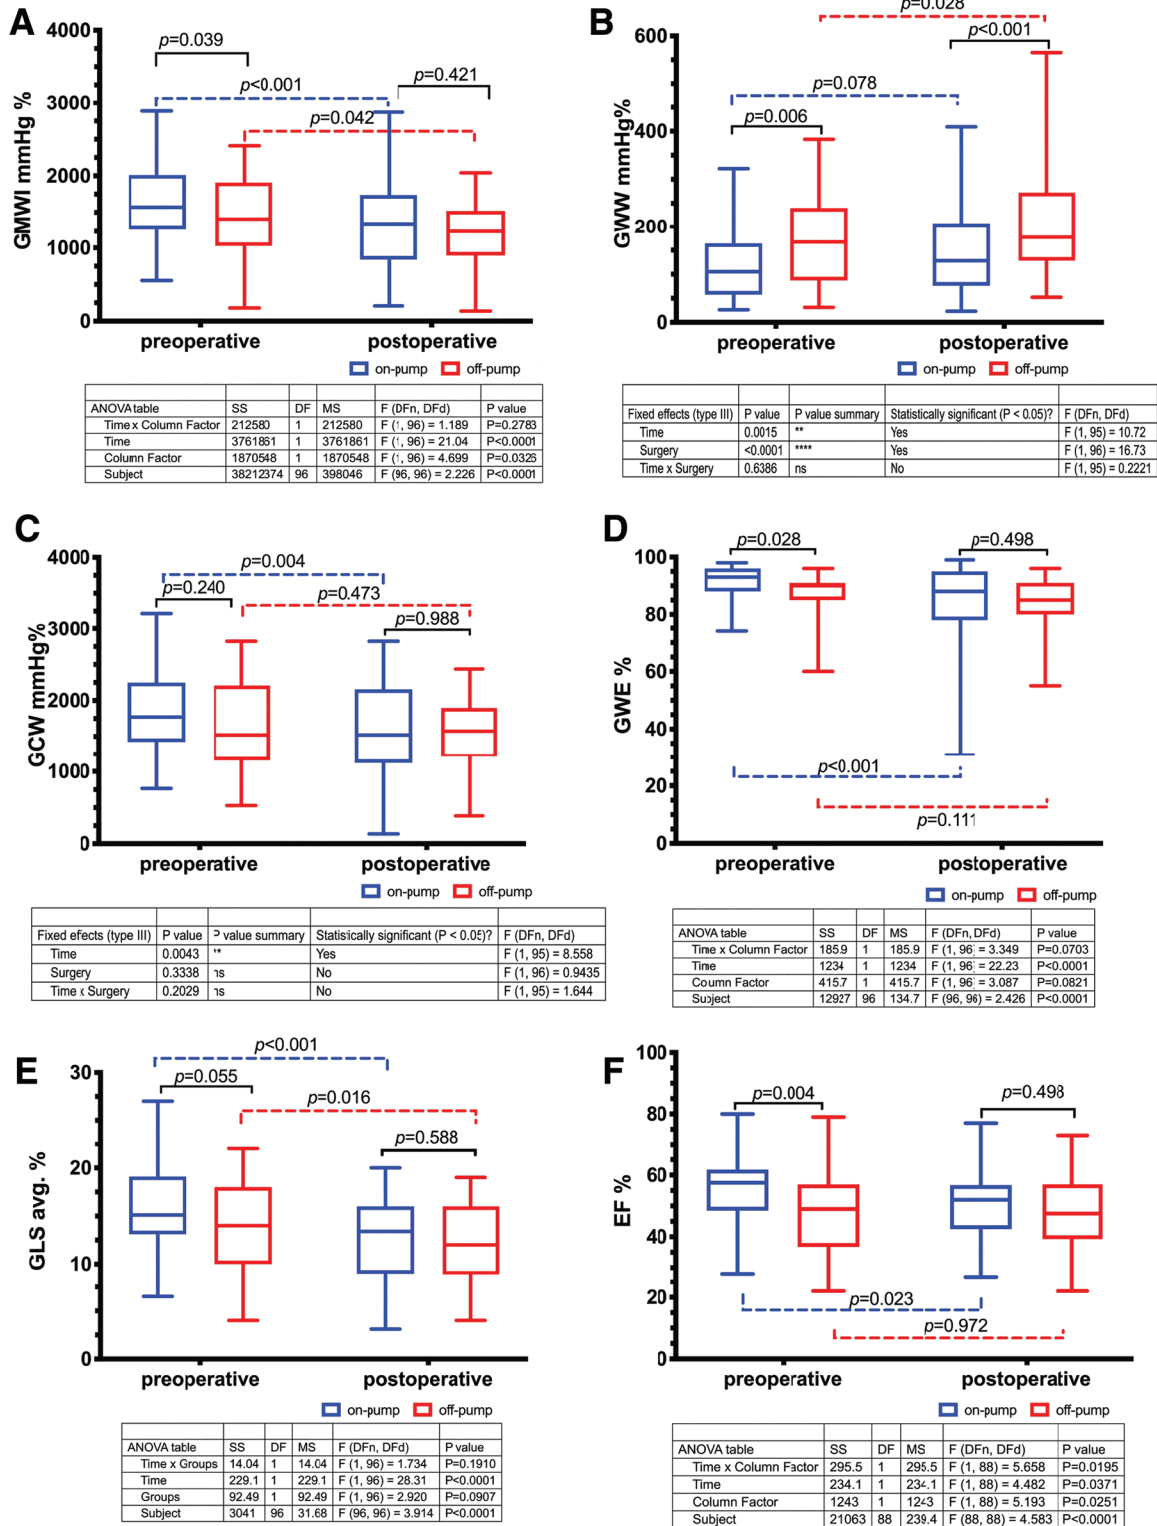 A
B
p=0.028
4000
3000
2000
1000
0
GMWI mmHg %
p=0.039
p<0.001
p=0.421
p=0.042
preoperative
postoperative
on-pump
off-pump
600
400
200
0
GWW mmHg%
p<0.001
p=0.078
p=0.006
preoperative
postoperative
on-pump
off-pump
ANOVA table SS DF MS F (DFn, DFd) P value
Time x Column Factor 212580 1 212580 F (1, 96) = 1.189 P=0.2783
Time 3761861 1 3761861 F (1, 96) = 21.04 P<0.0001
Column Factor 1870548 1 1870548 F (1, 96) = 4.699 P=0.0326
Subject 38212374 96 398046 F (96, 96) = 2.226 P<0.0001
Fixed effects (type III) P value P value summary Statistically significant (P < 0.05)? F (DFn, DFd)
Time 0.0015 ** Yes F (1, 95) = 10.72
Surgery <0.0001 **** Yes F (1, 96) = 16.73
Time x Surgery 0.6386 ns No F (1, 95) = 0.2221
C
4000
3000
2000
1000
0
GCW mmHg%
p=0.004
p=0.240
p=0.473
p=0.988
preoperative
postoperative
on-pump
off-pump
D
100
80
60
40
20
0
GWE %
p=0.028
p=0.498
p<0.001
p=0.111
preoperative
postoperative
on-pump
off-pump
Fixed effects (type III) P value P value summary Statistically significant (P < 0.05)? F (DFn, DFd)
Time 0.0043 ** Yes F (1, 95) = 8.558
Surgery 0.3338 ns No F (1, 96) = 0.9435
Time x Surgery 0.2029 ns No F (1, 95) = 1.644
ANOVA table SS DF MS F (DFn, DFd) P value
Time x Column Factor 185.9 1 185.9 F (1, 96) = 3.349 P=0.0703
Time 1234 1 1234 F (1, 96) = 22.23 P<0.0001
Column Factor 415.7 1 415.7 F (1, 96) = 3.087 P=0.0821
Subject 12927 96 134.7 F (96, 96) = 2.426 P<0.0001
E
30
20
10
0
GLS avg. %
p<0.001
p=0.055
p=0.016
p=0.588
preoperative
postoperative
on-pump
off-pump
F
100
80
60
40
20
0
EF %
p=0.004
p=0.498
p=0.023
p=0.972
preoperative
postoperative
on-pump
off-pump
ANOVA table SS DF MS F (DFn, DFd) P value
Time x Groups 14.04 1 14.04 F (1, 96) = 1.734 P=0.1910
Time 229.1 1 229.1 F (1, 96) = 28.31 P<0.0001
Groups 92.49 1 92.49 F (1, 96) = 2.920 P=0.0907
Subject 3041 96 31.68 F (96, 96) = 3.914 P<0.0001
ANOVA table SS DF MS F (DFn, DFd) P value
Time x Column Factor 295.5 1 295.5 F (1, 88) = 5.658 P=0.0195
Time 234.1 1 234.1 F (1, 88) = 4.482 P=0.0371
Column Factor 1243 1 1243 F (1, 88) = 5.193 P=0.0251
Subject 21063 88 239.4 F (88, 88) = 4.583 P<0.0001